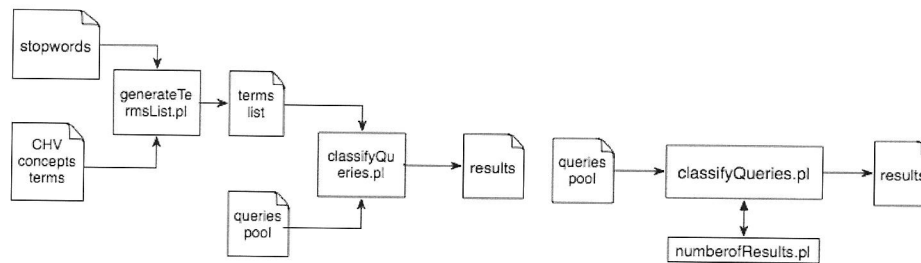 stopwords
generateTe
rmsList.pl
terms
list
CHV
concepts
terms
classifyQu
eries.pl
results
queries
pool
queries
pool
classifyQueries.pl
results
numberofResults.pl